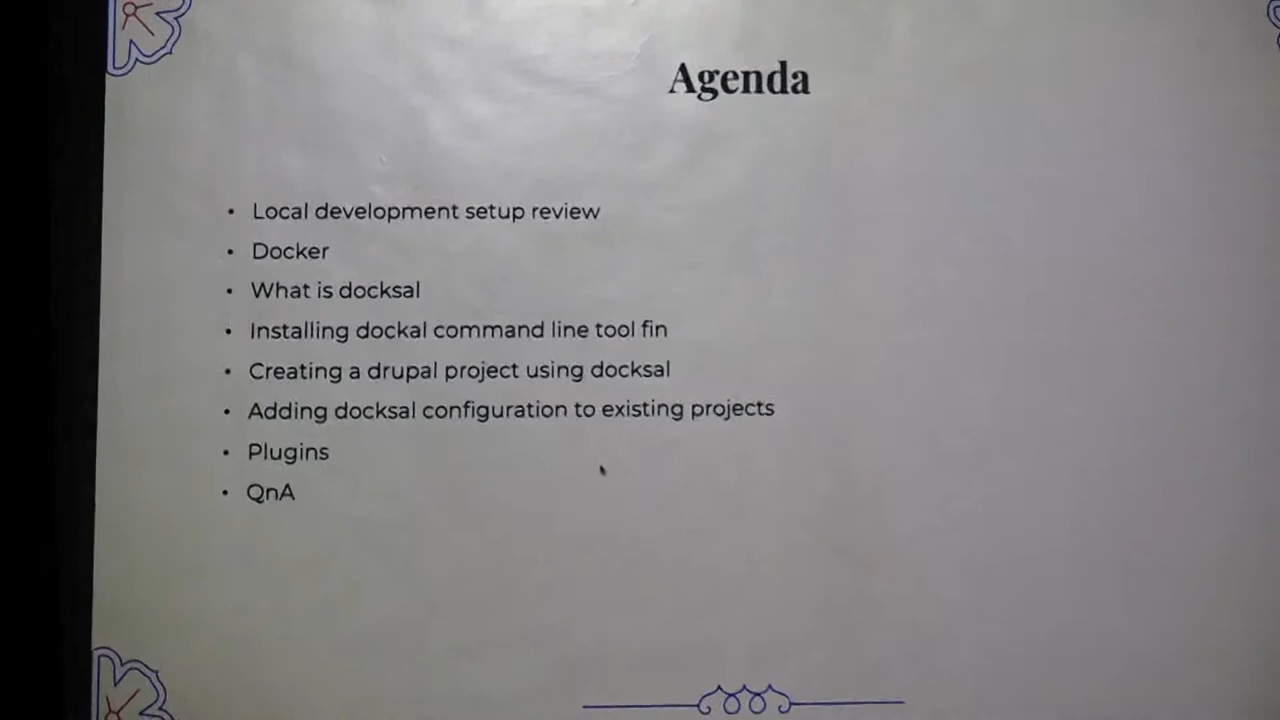 Agenda
• Local development setup review
• Docker
• What is docksal
• Installing dockal command line tool fin
• Creating a drupal project using docksal
• Adding docksal configuration to existing projects
• Plugins
• QnA